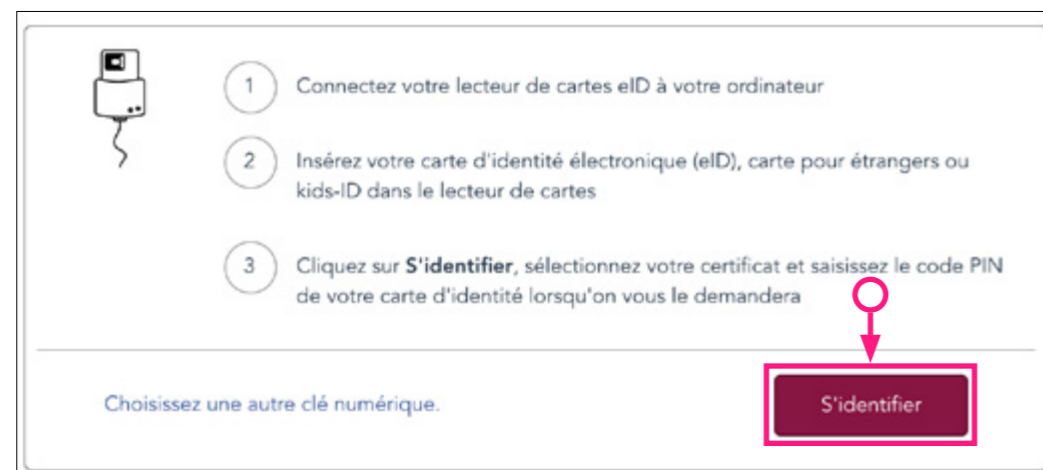 1 Connectez votre lecteur de cartes eID à votre ordinateur
2 Insérez votre carte d'identité électronique (eID), carte pour étrangers ou
kids-ID dans le lecteur de cartes
3 Cliquez sur S'identifier, sélectionnez votre certificat et saisissez le code PIN
de votre carte d'identité lorsqu'on vous le demandera
Choisissez une autre clé numérique.
S'identifier